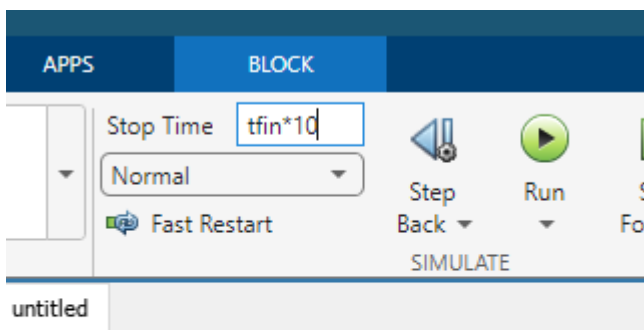 APPS BLOCK
Stop Time tfin*10
Normal
Fast Restart
Step Back
Run
SIMULATE
untitled